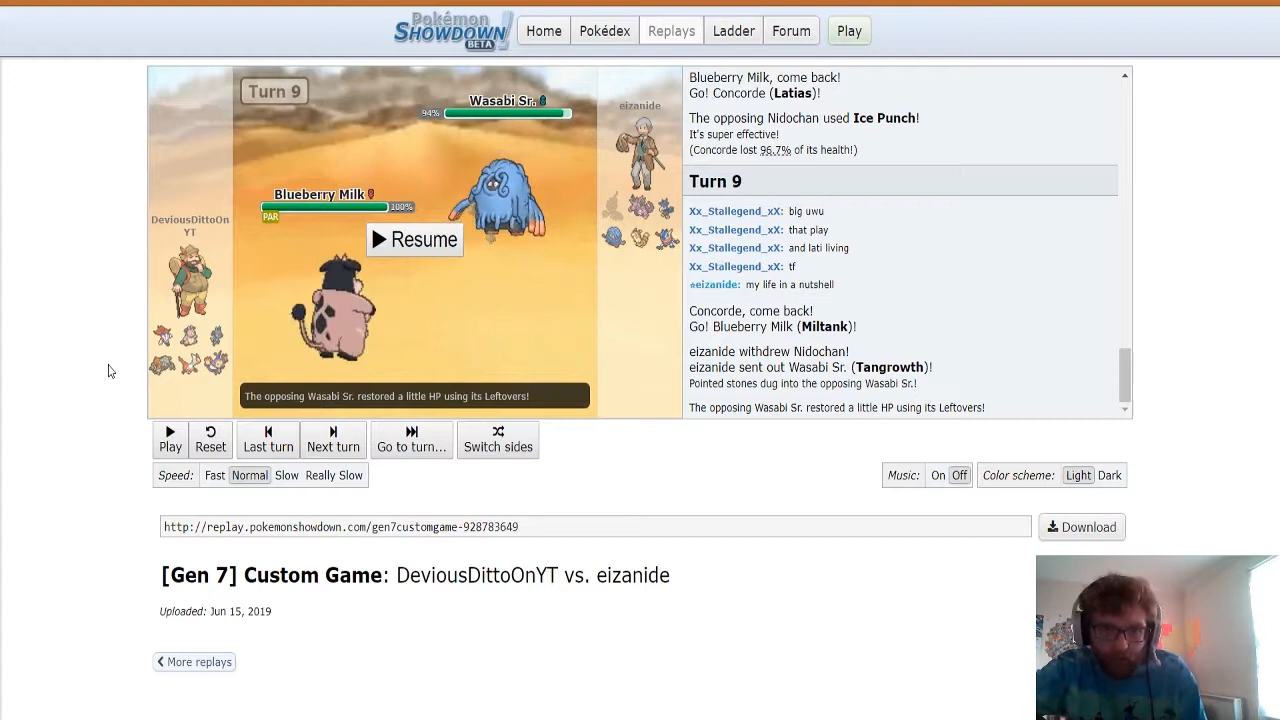 Pokémon
SHOWDOWN!
BETA
Home
Pokédex
Replays
Ladder
Forum
Play
Turn 9
Wasabi Sr.
94%
Blueberry Milk
100%
PAR
Resume
DeviousDittoOn
YT
eizanide
The opposing Wasabi Sr. restored a little HP using its Leftovers!
Blueberry Milk, come back!
Go! Concorde (Latias)!
The opposing Nidochan used Ice Punch!
It's super effective!
(Concorde lost 96.7% of its health!)
Turn 9
Xx_Stallegend_xX: big uwu
Xx_Stallegend_xX: that play
Xx_Stallegend_xX: and lati living
Xx_Stallegend_xX: tf
☆eizanide: my life in a nutshell
Concorde, come back!
Go! Blueberry Milk (Miltank)!
eizanide withdrew Nidochan!
eizanide sent out Wasabi Sr. (Tangrowth)!
Pointed stones dug into the opposing Wasabi Sr.!
The opposing Wasabi Sr. restored a little HP using its Leftovers!
Play
Reset
Last turn
Next turn
Go to turn...
Switch sides
Speed: Fast Normal Slow Really Slow
Music: On Off
Color scheme: Light Dark
http://replay.pokemonshowdown.com/gen7customgame-928783649
Download
[Gen 7] Custom Game: DeviousDittoOnYT vs. eizanide
Uploaded: Jun 15, 2019
More replays